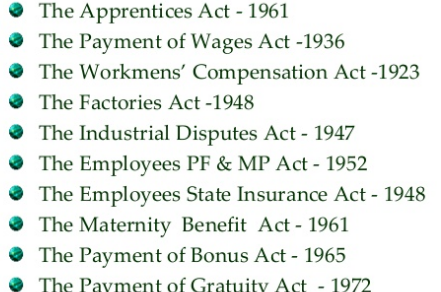 The Apprentices Act - 1961
The Payment of Wages Act -1936
The Workmens’ Compensation Act -1923
The Factories Act -1948
The Industrial Disputes Act - 1947
The Employees PF & MP Act - 1952
The Employees State Insurance Act - 1948
The Maternity Benefit Act - 1961
The Payment of Bonus Act - 1965
The Payment of Gratuity Act - 1972